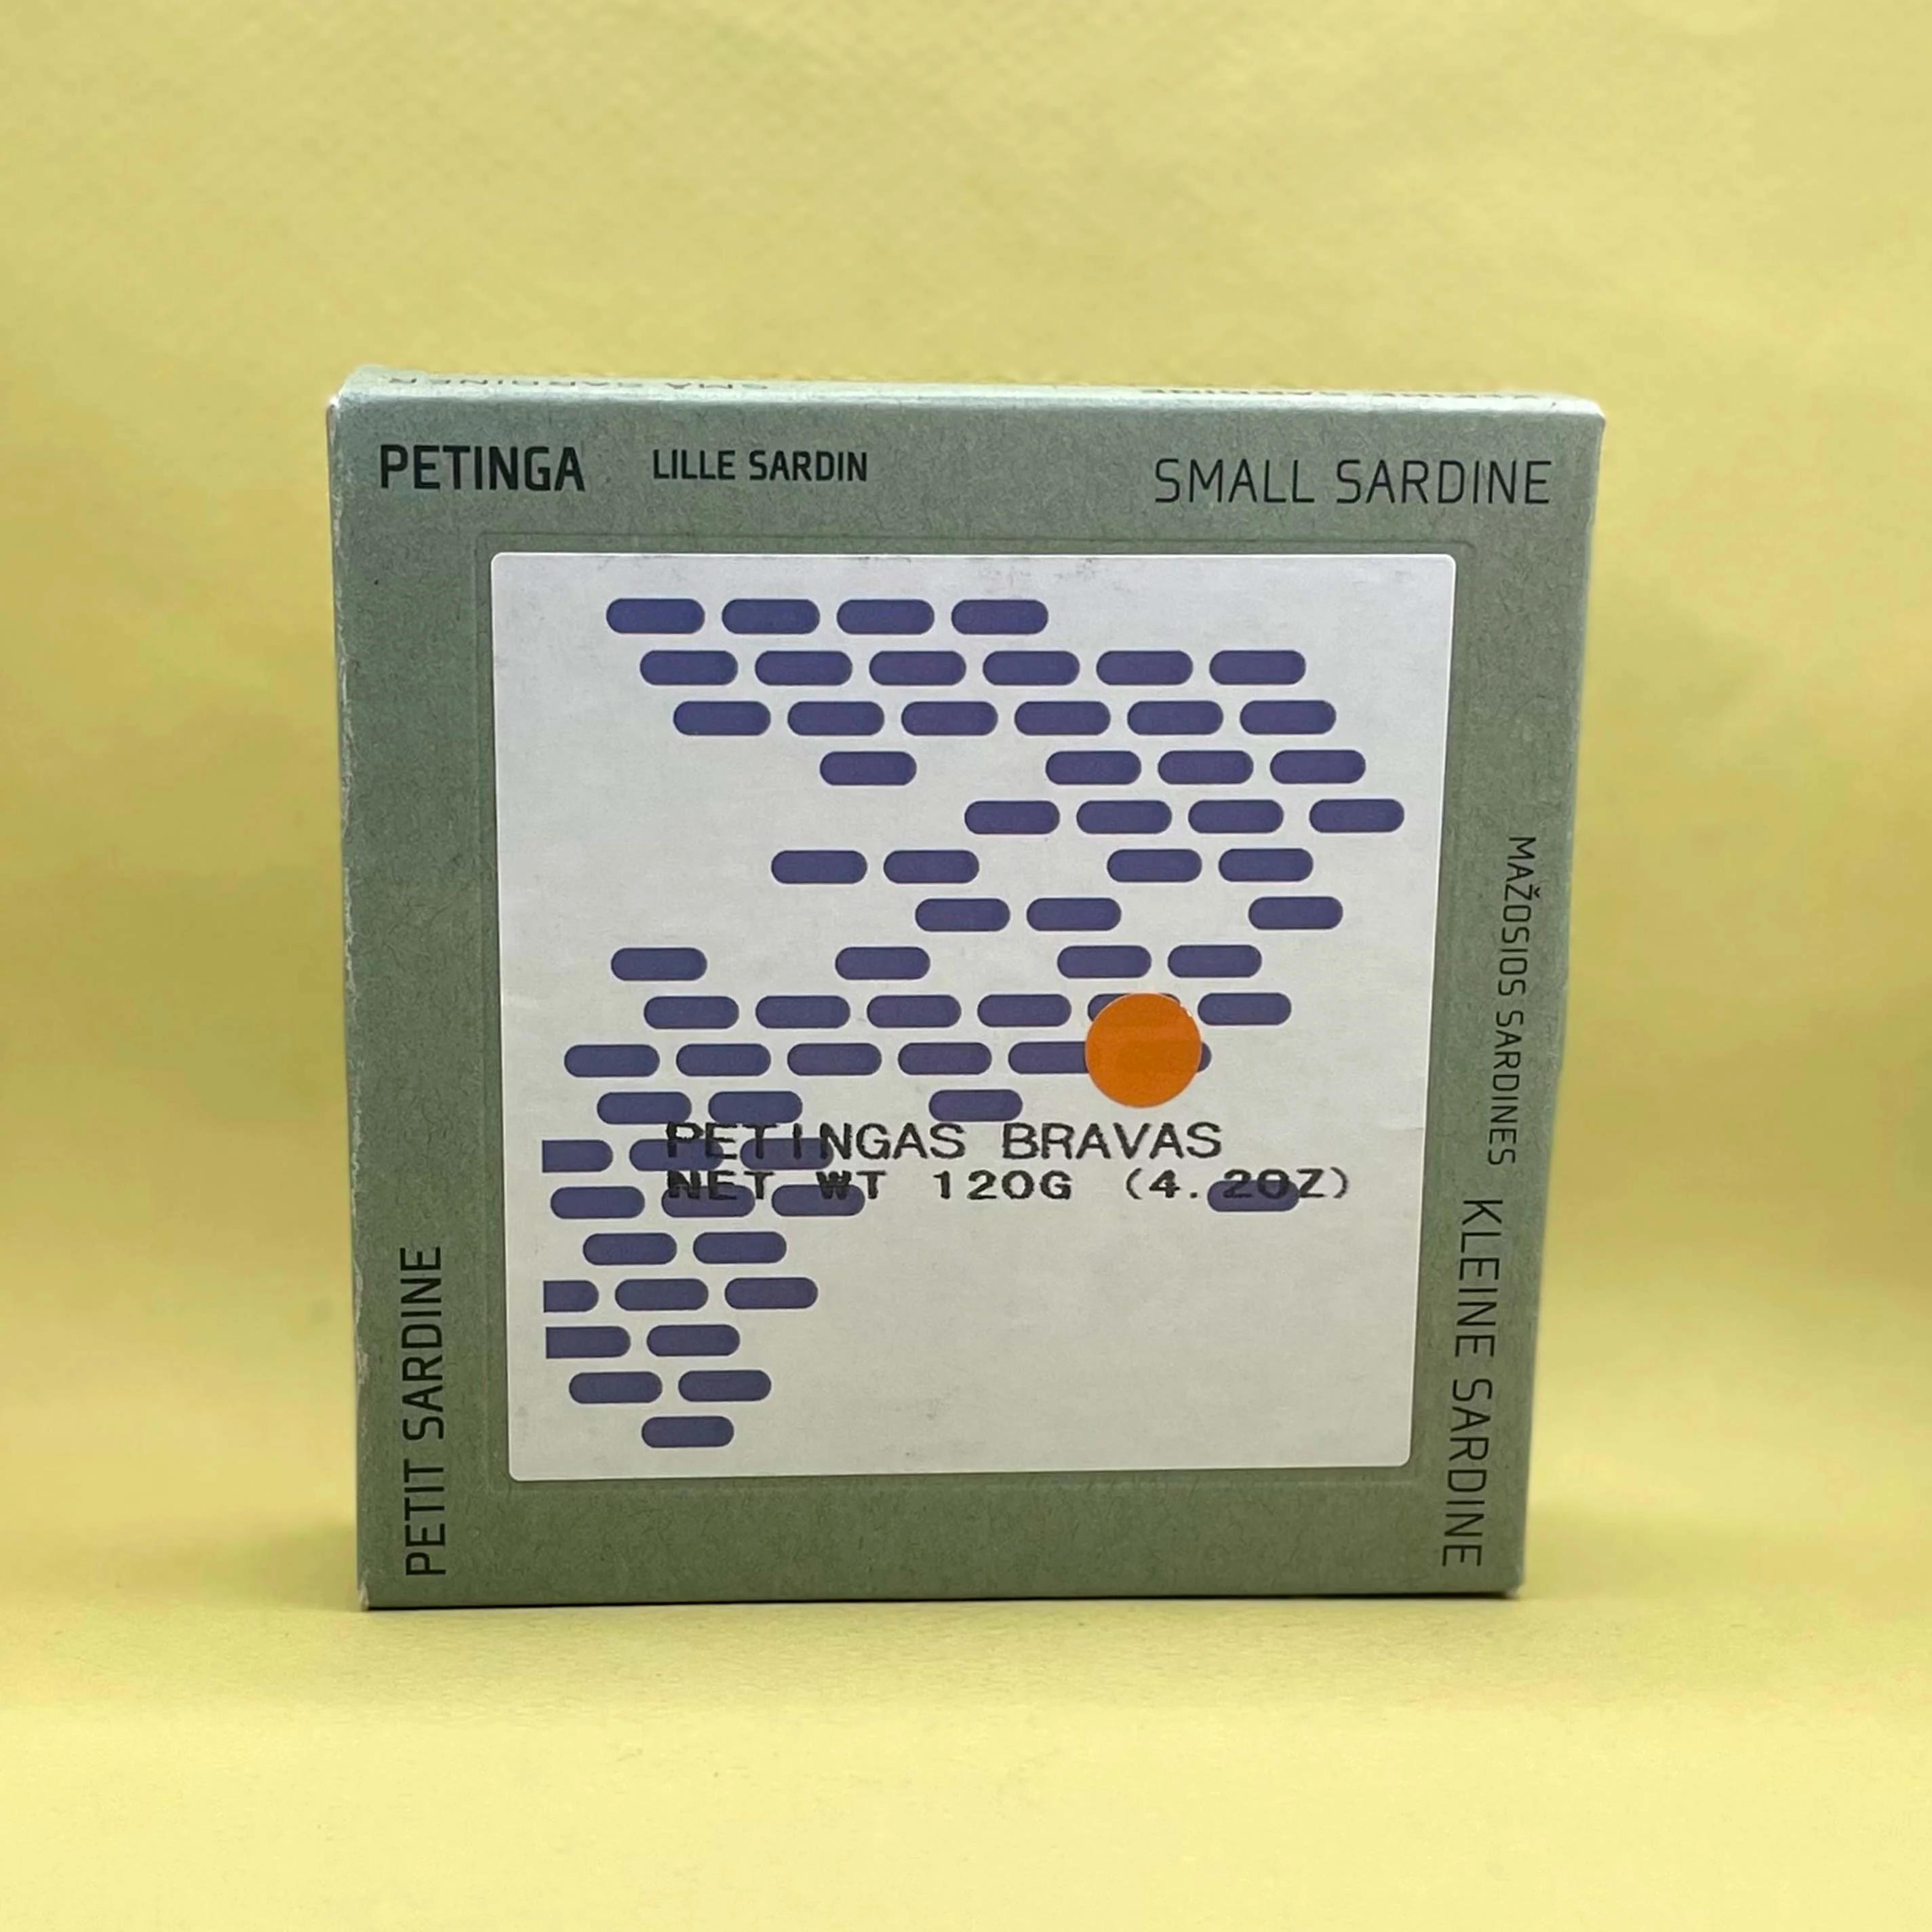 PETINGA
LILLE SARDIN
SMALL SARDINE
MAŽOSIOS SARDINES
KLEINE SARDINE
PETIT SARDINE
PETINGAS BRAVAS
NET WT 120G (4.2OZ)